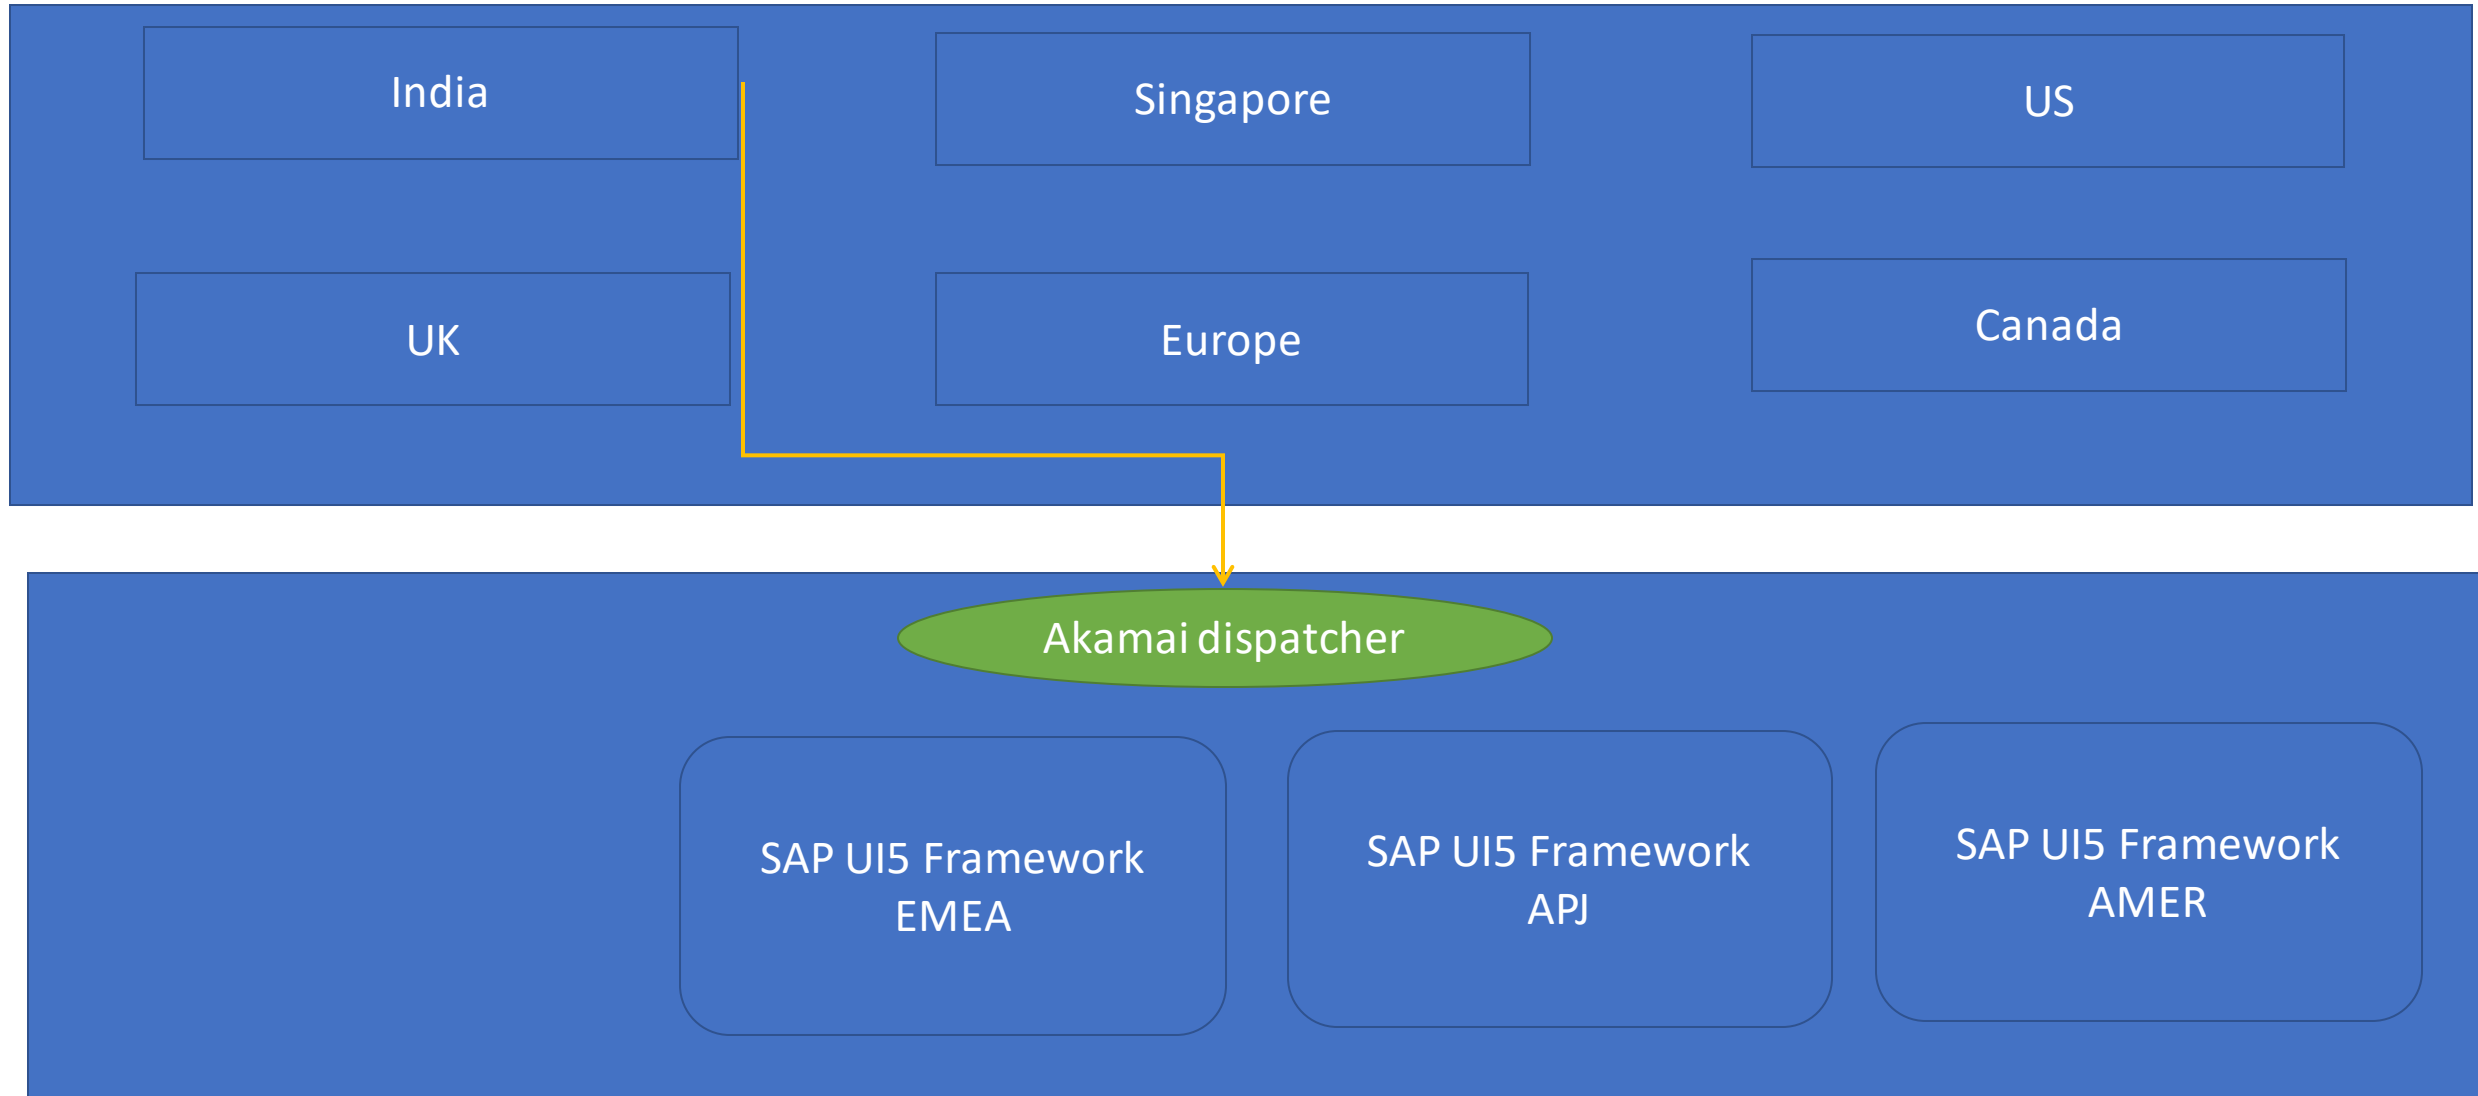 India
Singapore
US
UK
Europe
Canada
Akamai dispatcher
SAP UI5 Framework
EMEA
SAP UI5 Framework
APJ
SAP UI5 Framework
AMER